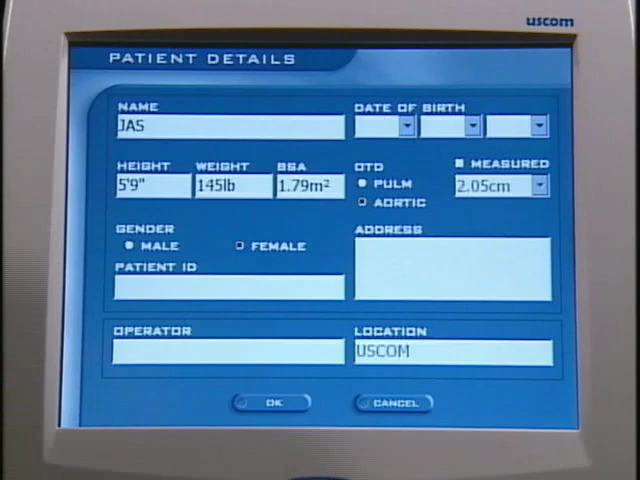 uscom
PATIENT DETAILS
NAME
DATE OF BIRTH
JAS
HEIGHT WEIGHT BSA
OTD
MEASURED
5'9" 145lb 1.79m²
PULM
2.05cm
AORTIC
GENDER
ADDRESS
MALE FEMALE
PATIENT ID
OPERATOR
LOCATION
USCOM
OK CANCEL